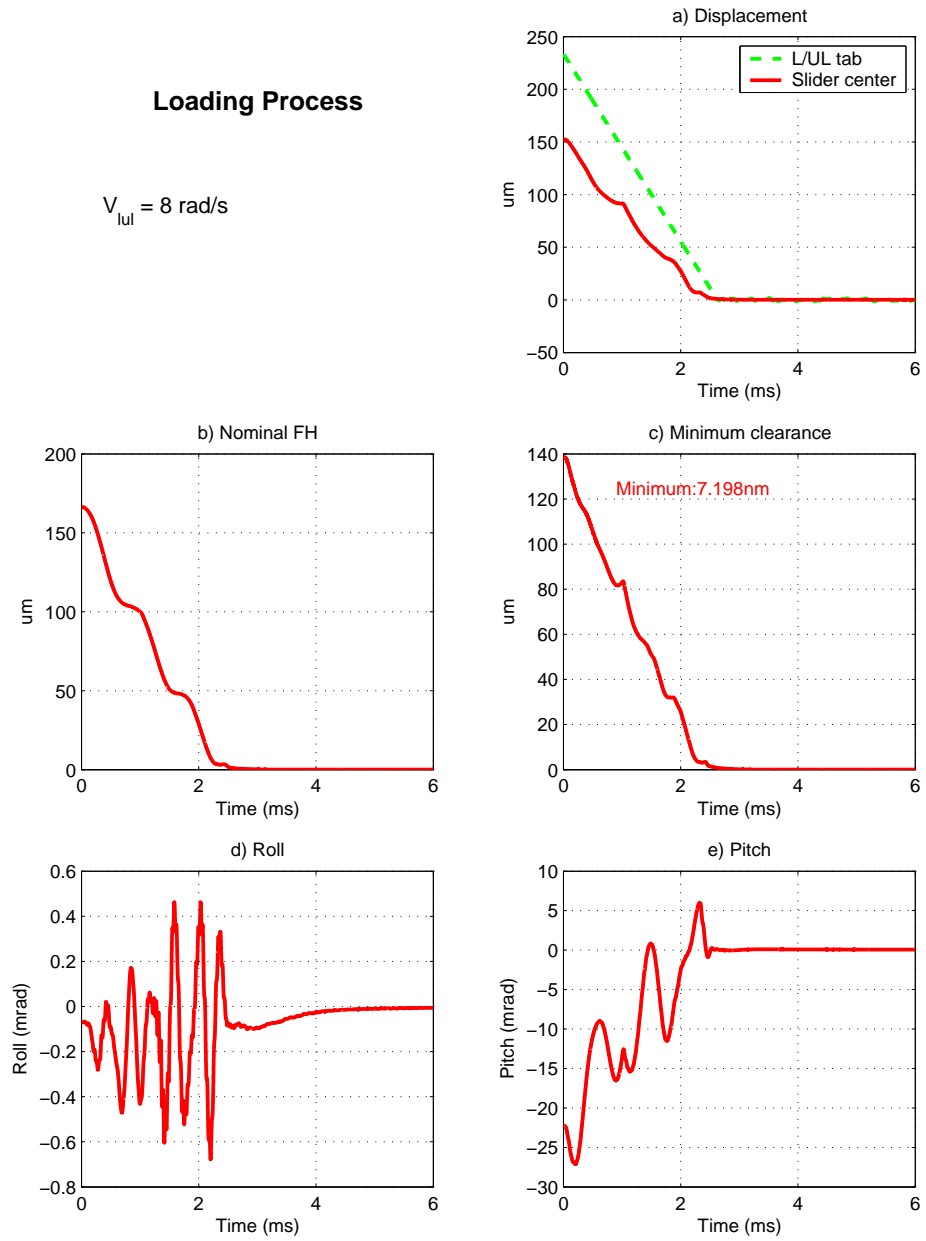 Loading Process
V_lul = 8 rad/s
a) Displacement
L/UL tab
Slider center
250
200
150
100
50
0
−50
um
0 2 4 6
Time (ms)
b) Nominal FH
200
150
100
50
0
um
0 2 4 6
Time (ms)
c) Minimum clearance
Minimum:7.198nm
140
120
100
80
60
40
20
0
um
0 2 4 6
Time (ms)
d) Roll
0.6
0.4
0.2
0
−0.2
−0.4
−0.6
−0.8
Roll (mrad)
0 2 4 6
Time (ms)
e) Pitch
10
5
0
−5
−10
−15
−20
−25
−30
Pitch (mrad)
0 2 4 6
Time (ms)